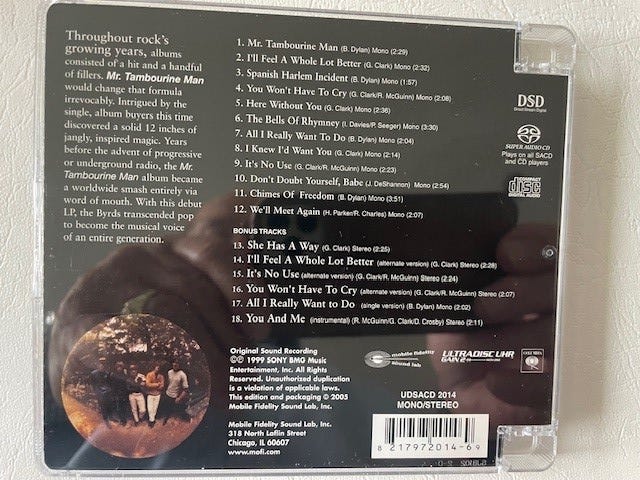 Throughout rock's
growing years, albums
consisted of a hit and a handful
of fillers. Mr. Tambourine Man
would change that formula
irrevocably. Intrigued by the
single, album buyers this time
discovered a solid 12 inches of
jangly, inspired magic. Years
before the advent of progressive
or underground radio, the Mr.
Tambourine Man album became
a worldwide smash entirely via
word of mouth. With this debut
LP, the Byrds transcended pop
to become the musical voice
of an entire generation.
1. Mr. Tambourine Man (B. Dylan) Mono (2:29)
2. I'll Feel A Whole Lot Better (G. Clark) Mono (2:32)
3. Spanish Harlem Incident (B. Dylan) Mono (1:57)
4. You Won't Have To Cry (G. Clark/R. McGuinn) Mono (2:08)
5. Here Without You (G. Clark) Mono (2:36)
6. The Bells Of Rhymney (I. Davies/P. Seeger) Mono (3:30)
7. All I Really Want To Do (B. Dylan) Mono (2:04)
8. I Knew I'd Want You (G. Clark) Mono (2:14)
9. It's No Use (G. Clark/R. McGuinn) Mono (2:23)
10. Don't Doubt Yourself, Babe (J. DeShannon) Mono (2:54)
11. Chimes Of Freedom (B. Dylan) Mono (3:51)
12. We'll Meet Again (H. Parker/R. Charles) Mono (2:07)
BONUS TRACKS
13. She Has A Way (G. Clark) Stereo (2:25)
14. I'll Feel A Whole Lot Better (alternate version) (G. Clark) Stereo (2:28)
15. It's No Use (alternate version) (G. Clark/R. McGuinn) Stereo (2:24)
16. You Won't Have To Cry (alternate version) (G. Clark/R. McGuinn) Stereo (2:07)
17. All I Really Want to Do (single version) (B. Dylan) Mono (2:02)
18. You And Me (instrumental) (R. McGuinn/G. Clark/D. Crosby) Stereo (2:11)
DSD
Direct Stream Digital
SUPER AUDIO CD
Plays on all SACD
and CD players
COMPACT
disc
DIGITAL AUDIO
Original Sound Recording
©℗ 1999 SONY BMG Music
Entertainment, Inc. All Rights
Reserved. Unauthorized duplication
is a violation of applicable laws.
This edition and packaging © 2005
Mobile Fidelity Sound Lab, Inc.
Mobile Fidelity Sound Lab, Inc.
318 North Laflin Street
Chicago, IL 60607
www.mofi.com
mobile fidelity
sound lab
ULTRADISC UHR
GAIN 2
COLUMBIA
UDSACD 2014
MONO/STEREO
8 21797 2014-6 9